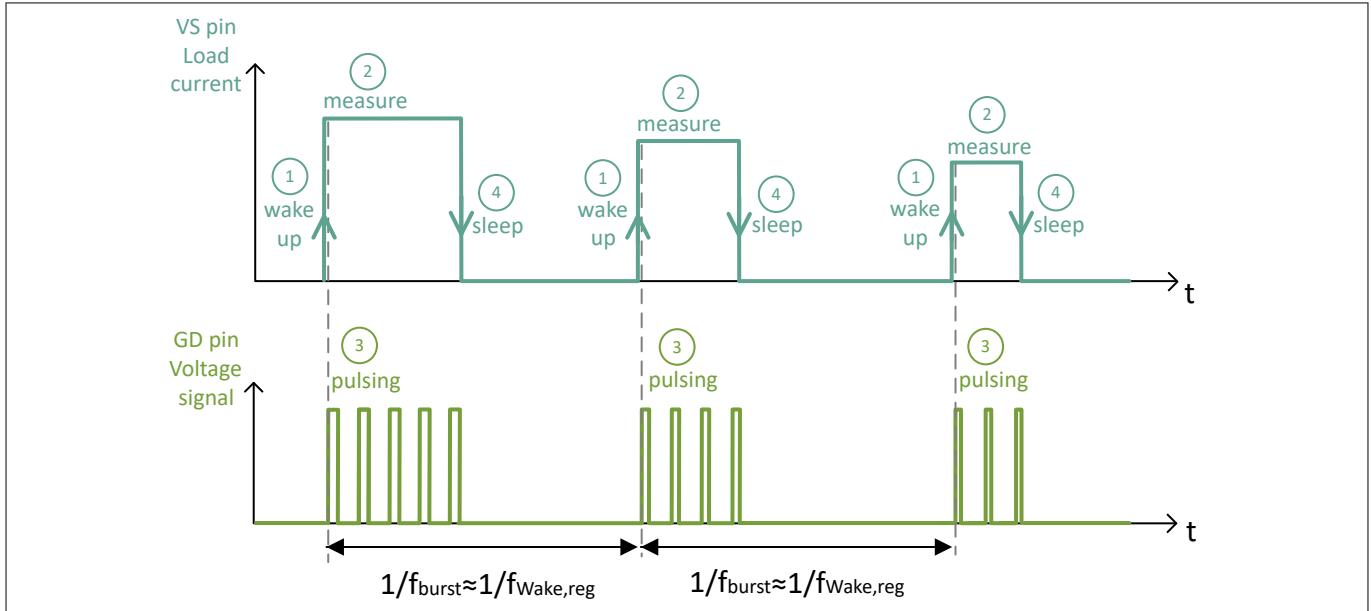 VS pin
Load
current
2
measure
2
measure
2
measure
1
wake
up
4
sleep
1
wake
up
4
sleep
1
wake
up
4
sleep
t
GD pin
Voltage
signal
3
pulsing
3
pulsing
3
pulsing
t
1/fburst≈1/fWake,reg
1/fburst≈1/fWake,reg